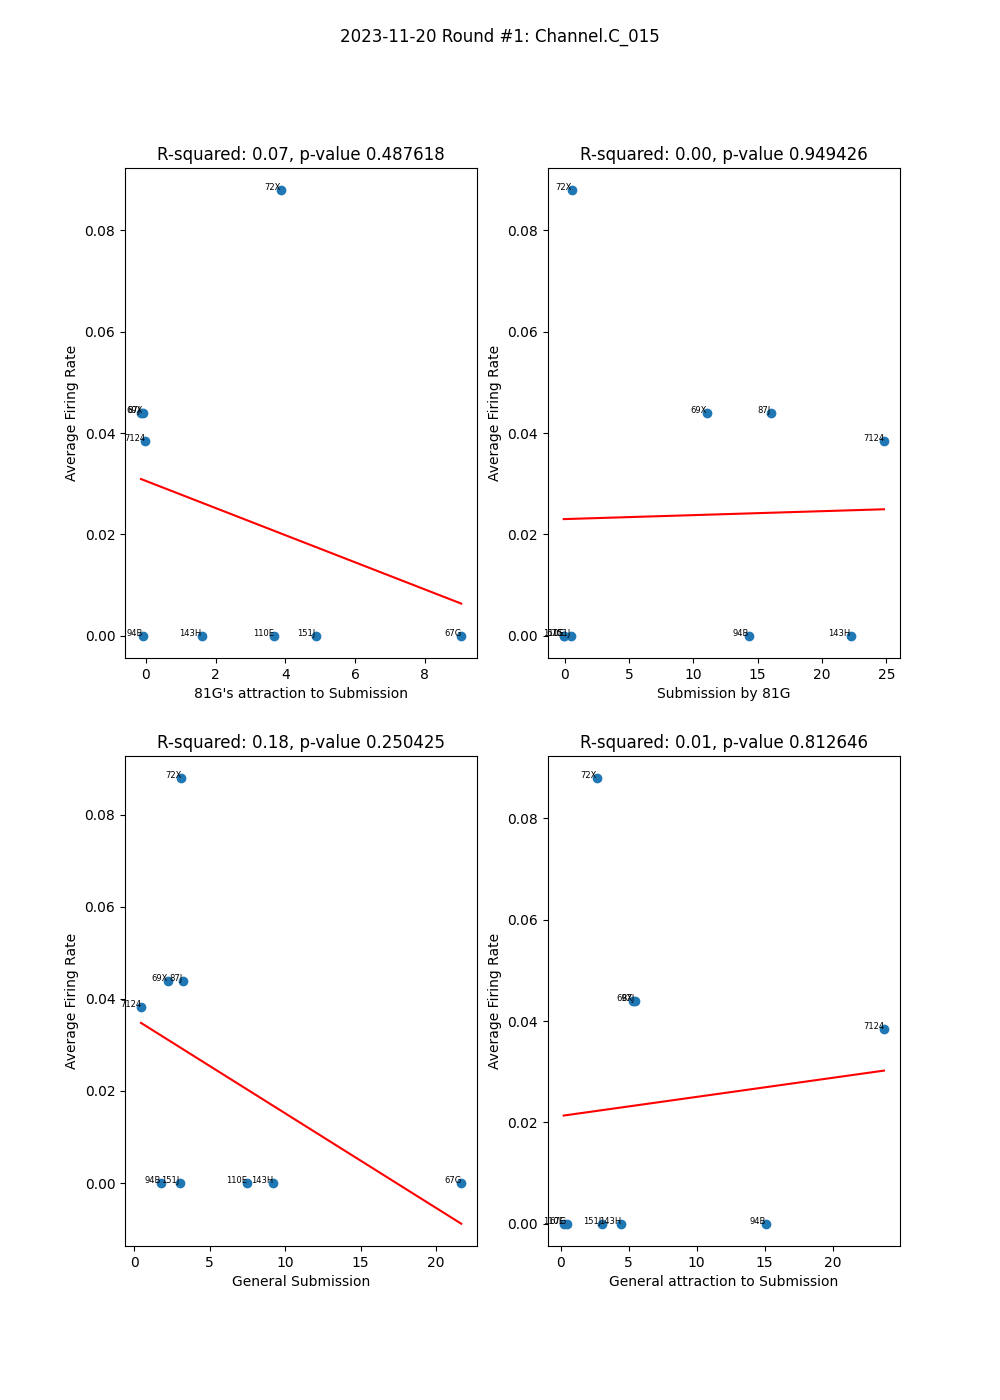 2023-11-20 Round #1: Channel.C_015
R-squared: 0.07, p-value 0.487618
Average Firing Rate
0.08
0.06
0.04
0.02
0.00
72X
7124
94B
143H
110E
151J
67G
0
2
4
6
8
81G's attraction to Submission
R-squared: 0.00, p-value 0.949426
Average Firing Rate
0.08
0.06
0.04
0.02
0.00
72X
69X
87J
7124
94B
143H
0
5
10
15
20
25
Submission by 81G
R-squared: 0.18, p-value 0.250425
Average Firing Rate
0.08
0.06
0.04
0.02
0.00
72X
69X
87J
7124
94B
151J
110E
143H
67G
0
5
10
15
20
General Submission
R-squared: 0.01, p-value 0.812646
Average Firing Rate
0.08
0.06
0.04
0.02
0.00
72X
7124
151J
143H
94B
0
5
10
15
20
General attraction to Submission